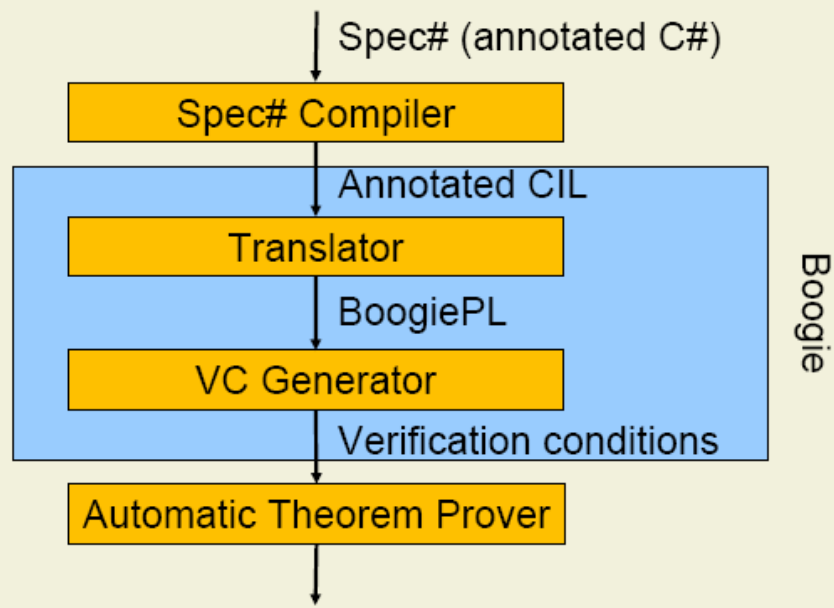 Spec# (annotated C#)
Spec# Compiler
Annotated CIL
Translator
BoogiePL
VC Generator
Verification conditions
Automatic Theorem Prover
Boogie